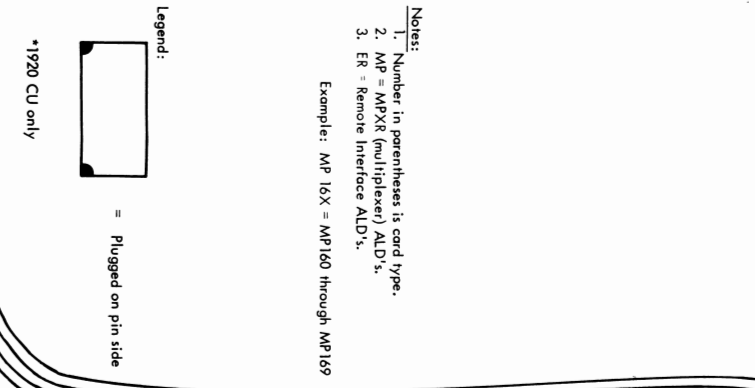 Notes:
1. Number in parentheses is card type.
2. MP = MPXR (multiplexer) ALD's.
3. ER = Remote Interface ALD's.
Example: MP 16X = MP160 through MP169
Legend:
= Plugged on pin side
*1920 CU only